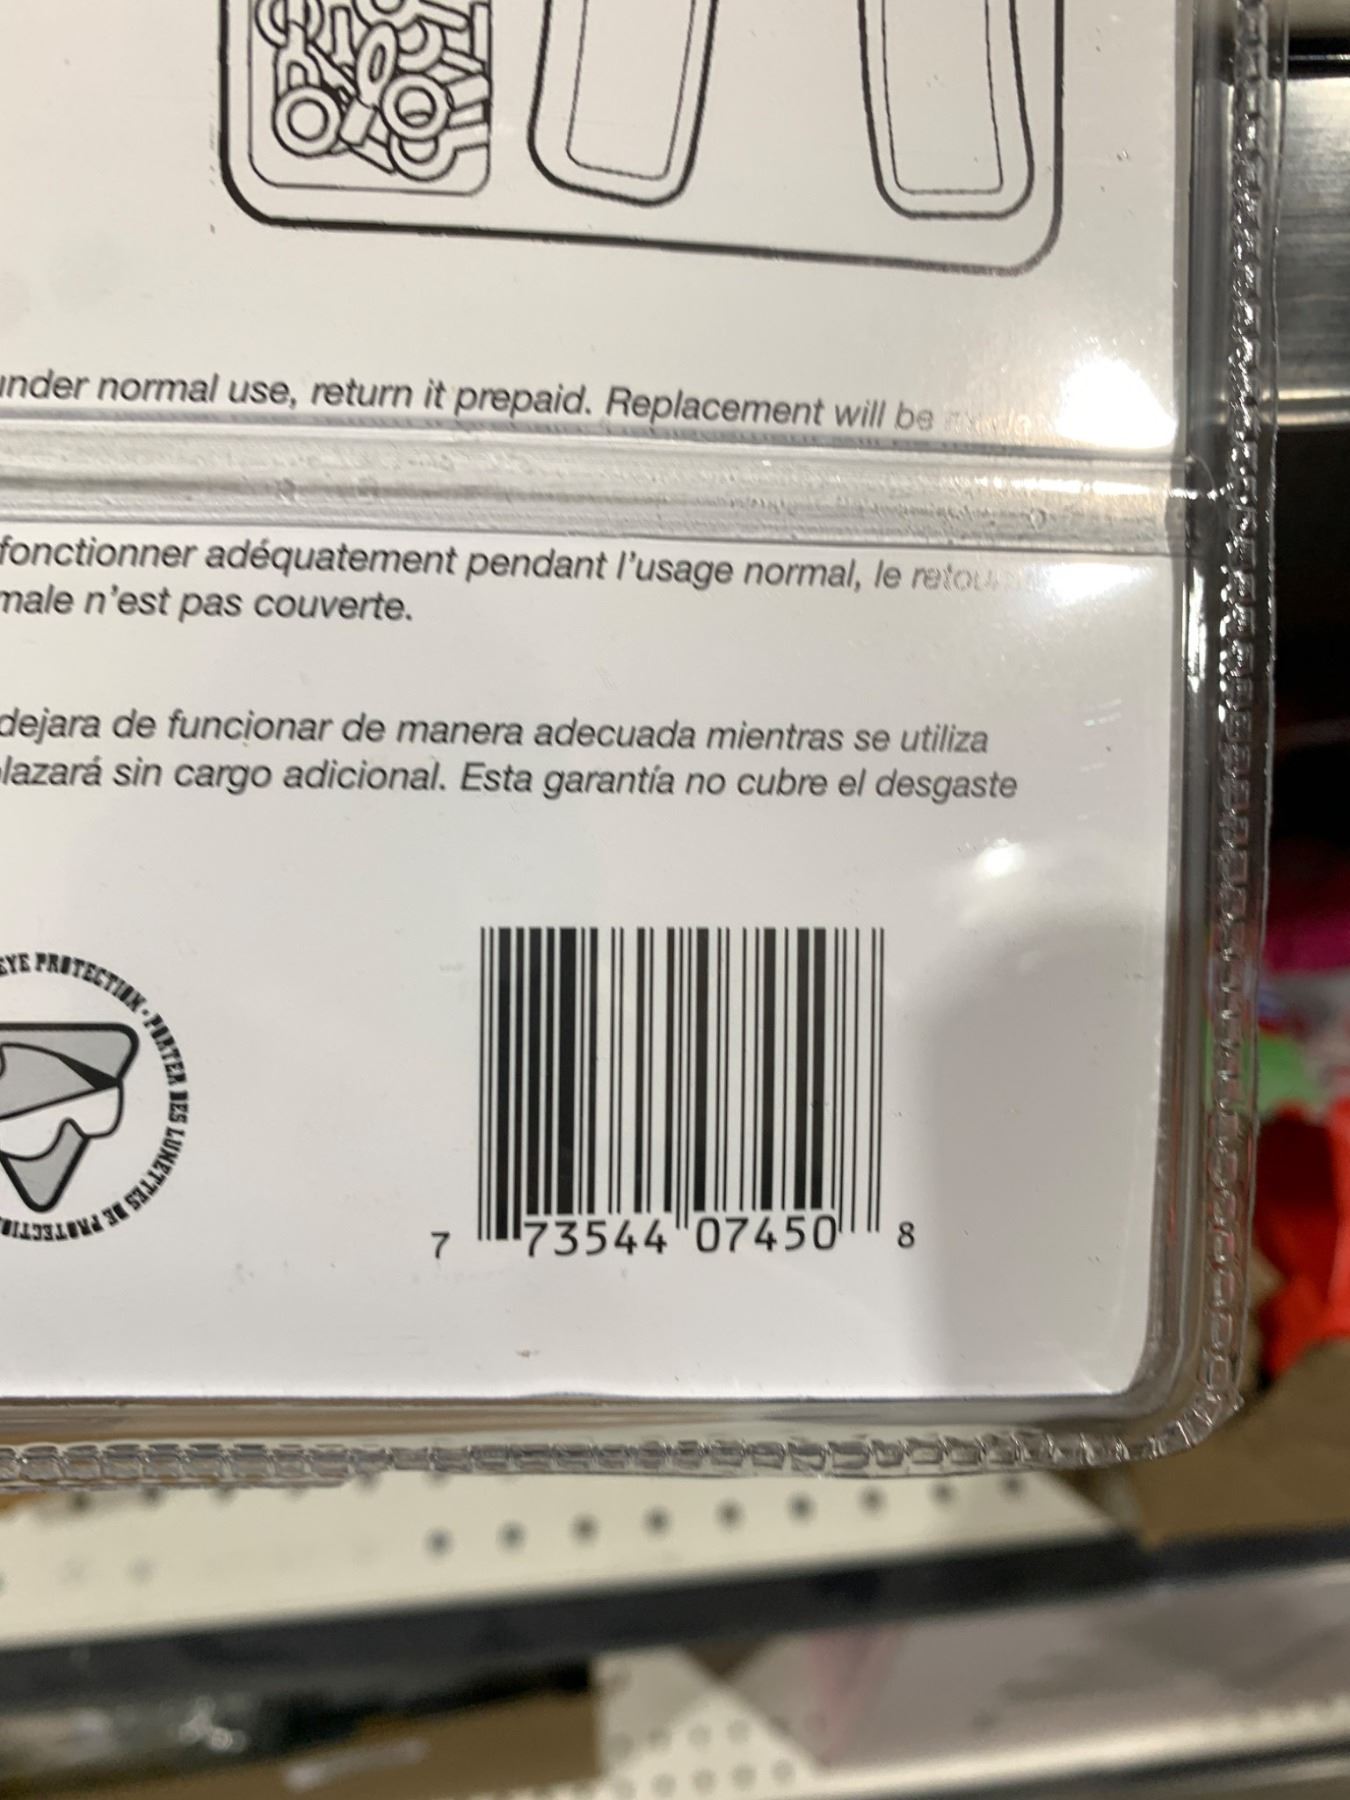 under normal use, return it prepaid. Replacement will be
fonctionner adéquatement pendant l'usage normal, le
male n'est pas couverte.
dejara de funcionar de manera adecuada mientras se utiliza
lazará sin cargo adicional. Esta garantía no cubre el desgaste
EYE PROTECTION • PORTER DES LUNETTES DE PROTECTIO
7 73544 07450 8